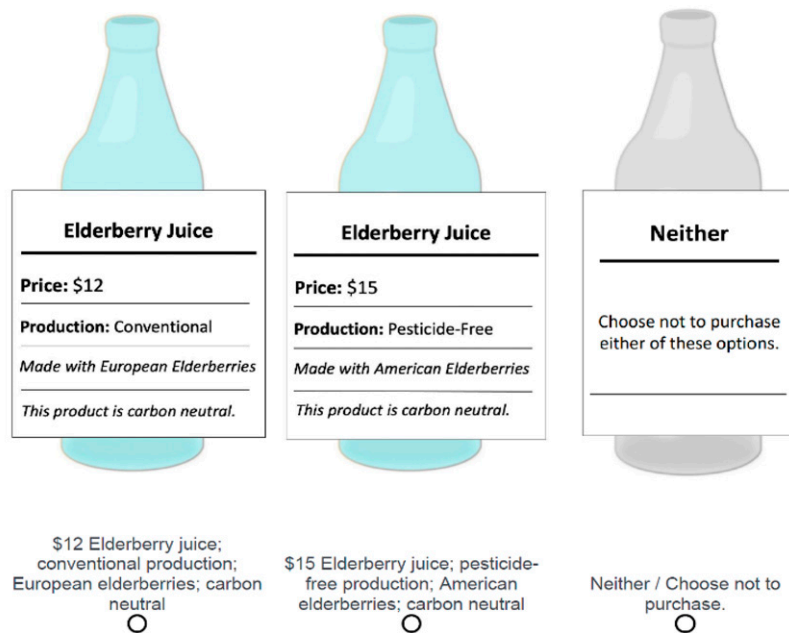 Elderberry Juice
Price: $12
Production: Conventional
Made with European Elderberries
This product is carbon neutral.
Elderberry Juice
Price: $15
Production: Pesticide-Free
Made with American Elderberries
This product is carbon neutral.
Neither
Choose not to purchase
either of these options.
$12 Elderberry juice;
conventional production;
European elderberries; carbon
neutral
$15 Elderberry juice; pesticide-
free production; American
elderberries; carbon neutral
Neither / Choose not to
purchase.